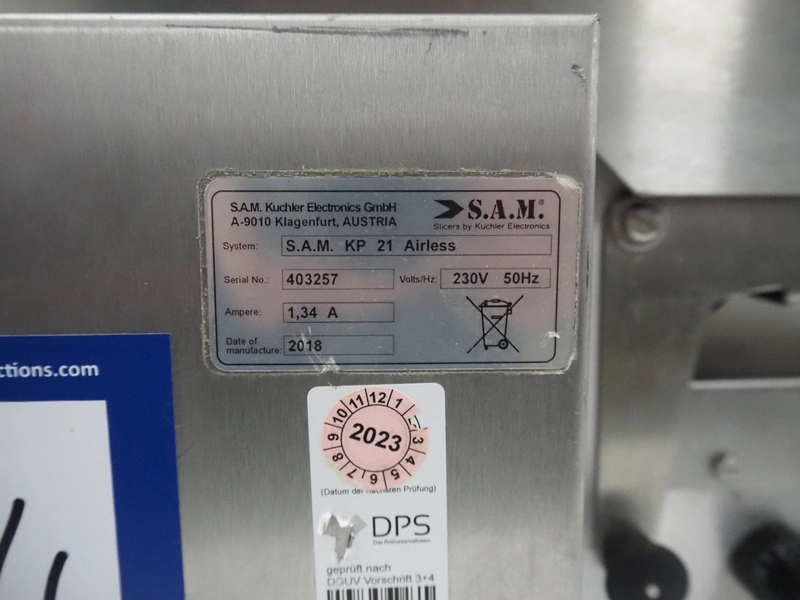 S.A.M. Kuchler Electronics GmbH
A-9010 Klagenfurt, AUSTRIA
S.A.M.
Slicers by Kuchler Electronics
System: S.A.M. KP 21 Airless
Serial No.: 403257 Volts/Hz: 230V 50Hz
Ampere: 1,34 A
Date of
manufacture: 2018
ctions.com
10 11 12 1
9 2023 3
8 7 6 5 4
(Datum der nächsten Prüfung)
DPS
Das Prüfunternehmen
geprüft nach
DGUV Vorschrift 3+4